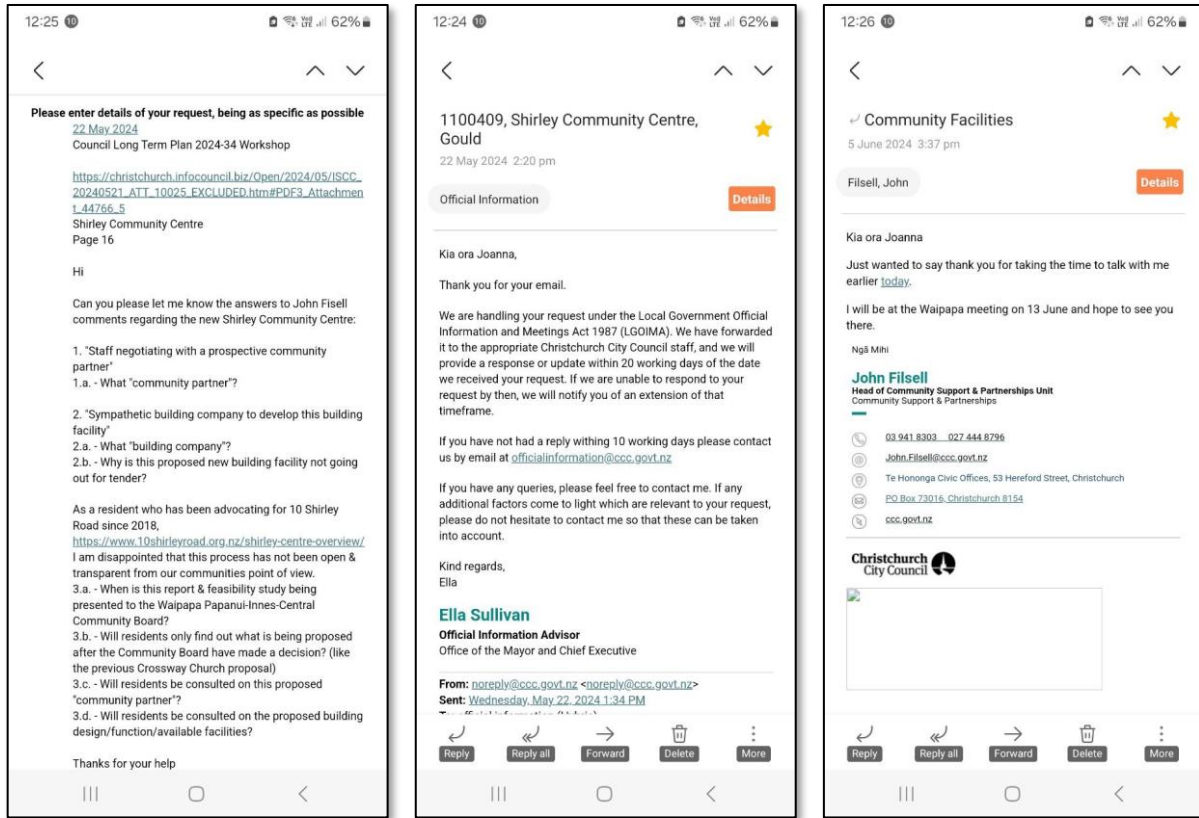 12:25 10 62%
Please enter details of your request, being as specific as possible
22 May 2024
Council Long Term Plan 2024-34 Workshop
https://christchurch.infocouncil.biz/Open/2024/05/ISCC_
20240521_ATT_10025_EXCLUDED.htm#PDF3_Attachmen
t_44766_5
Shirley Community Centre
Page 16
Hi
Can you please let me know the answers to John Fisell
comments regarding the new Shirley Community Centre:
1. "Staff negotiating with a prospective community
partner"
1.a. - What "community partner"?
2. "Sympathetic building company to develop this building
facility"
2.a. - What "building company"?
2.b. - Why is this proposed new building facility not going
out for tender?
As a resident who has been advocating for 10 Shirley
Road since 2018,
https://www.10shirleyroad.org.nz/shirley-centre-overview/
I am disappointed that this process has not been open &
transparent from our communities point of view.
3.a. - When is this report & feasibility study being
presented to the Waipapa Papanui-Innes-Central
Community Board?
3.b. - Will residents only find out what is being proposed
after the Community Board have made a decision? (like
the previous Crossway Church proposal)
3.c. - Will residents be consulted on this proposed
"community partner"?
3.d. - Will residents be consulted on the proposed building
design/function/available facilities?
Thanks for your help
12:24 10 62%
1100409, Shirley Community Centre,
Gould
22 May 2024 2:20 pm
Official Information Details
Kia ora Joanna,
Thank you for your email.
We are handling your request under the Local Government Official
Information and Meetings Act 1987 (LGOIMA). We have forwarded
it to the appropriate Christchurch City Council staff, and we will
provide a response or update within 20 working days of the date
we received your request. If we are unable to respond to your
request by then, we will notify you of an extension of that
timeframe.
If you have not had a reply withing 10 working days please contact
us by email at officialinformation@ccc.govt.nz
If you have any queries, please feel free to contact me. If any
additional factors come to light which are relevant to your request,
please do not hesitate to contact me so that these can be taken
into account.
Kind regards,
Ella
Ella Sullivan
Official Information Advisor
Office of the Mayor and Chief Executive
From: noreply@ccc.govt.nz <noreply@ccc.govt.nz>
Sent: Wednesday, May 22, 2024 1:34 PM
Reply Reply all Forward Delete More
12:26 10 62%
Community Facilities
5 June 2024 3:37 pm
Filsell, John Details
Kia ora Joanna
Just wanted to say thank you for taking the time to talk with me
earlier today.
I will be at the Waipapa meeting on 13 June and hope to see you
there.
Ngā Mihi
John Filsell
Head of Community Support & Partnerships Unit
Community Support & Partnerships
03 941 8303 027 444 8796
John.Filsell@ccc.govt.nz
Te Hononga Civic Offices, 53 Hereford Street, Christchurch
PO Box 73016, Christchurch 8154
ccc.govt.nz
Christchurch
City Council
Reply Reply all Forward Delete More